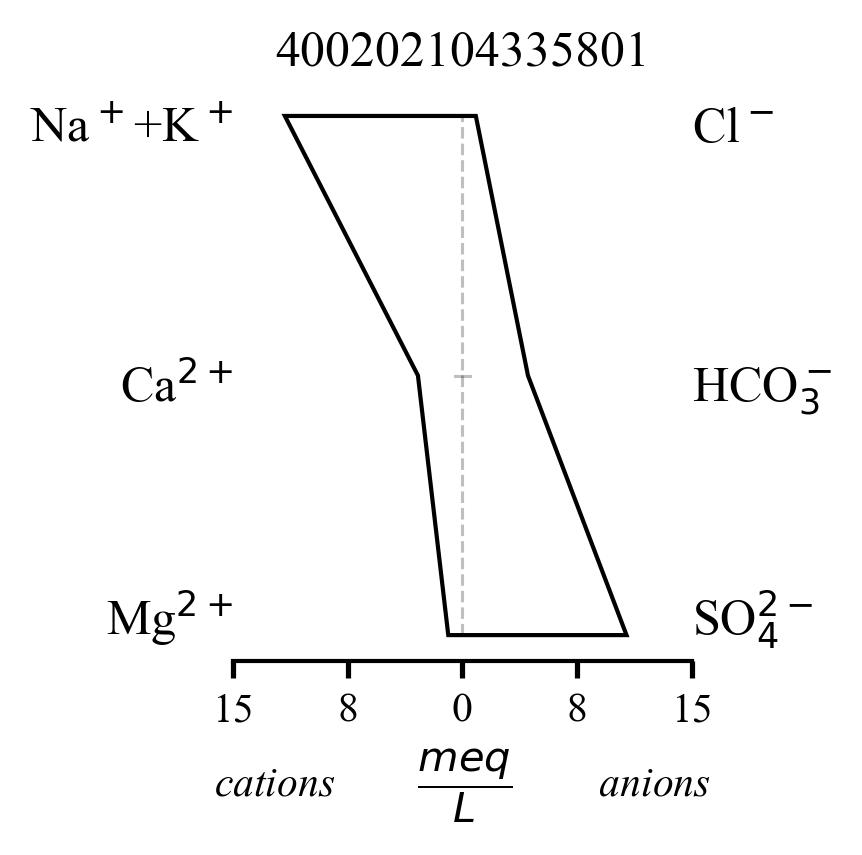 400202104335801
Na⁺+K⁺ Cl⁻
Ca²⁺ HCO₃⁻
Mg²⁺ SO₄²⁻
15 8 0 8 15
cations meq/L anions